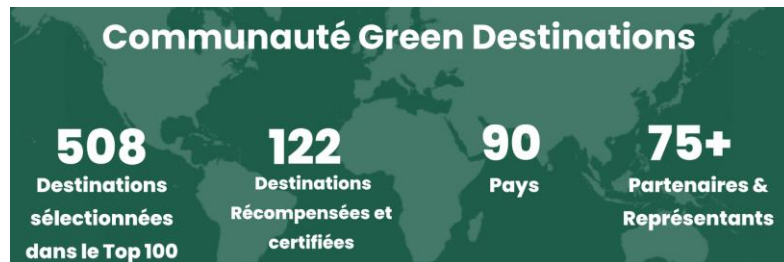 Communauté Green Destinations
508
Destinations
sélectionnées
dans le Top 100
122
Destinations
Récompensées et
certifiées
90
Pays
75+
Partenaires &
Représentants